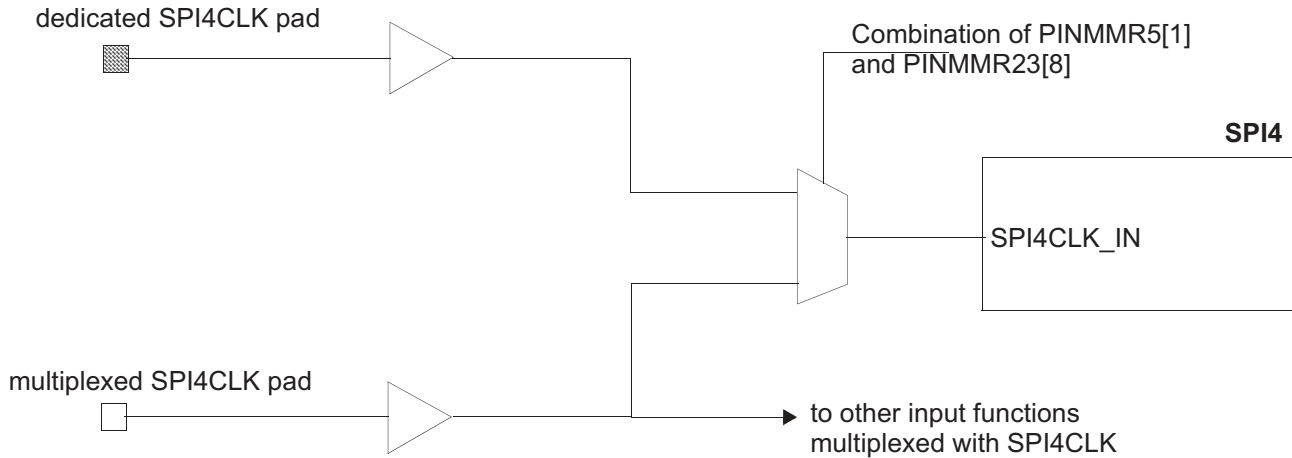 dedicated SPI4CLK pad
Combination of PINMMR5[1]
and PINMMR23[8]
SPI4
SPI4CLK_IN
multiplexed SPI4CLK pad
to other input functions
multiplexed with SPI4CLK